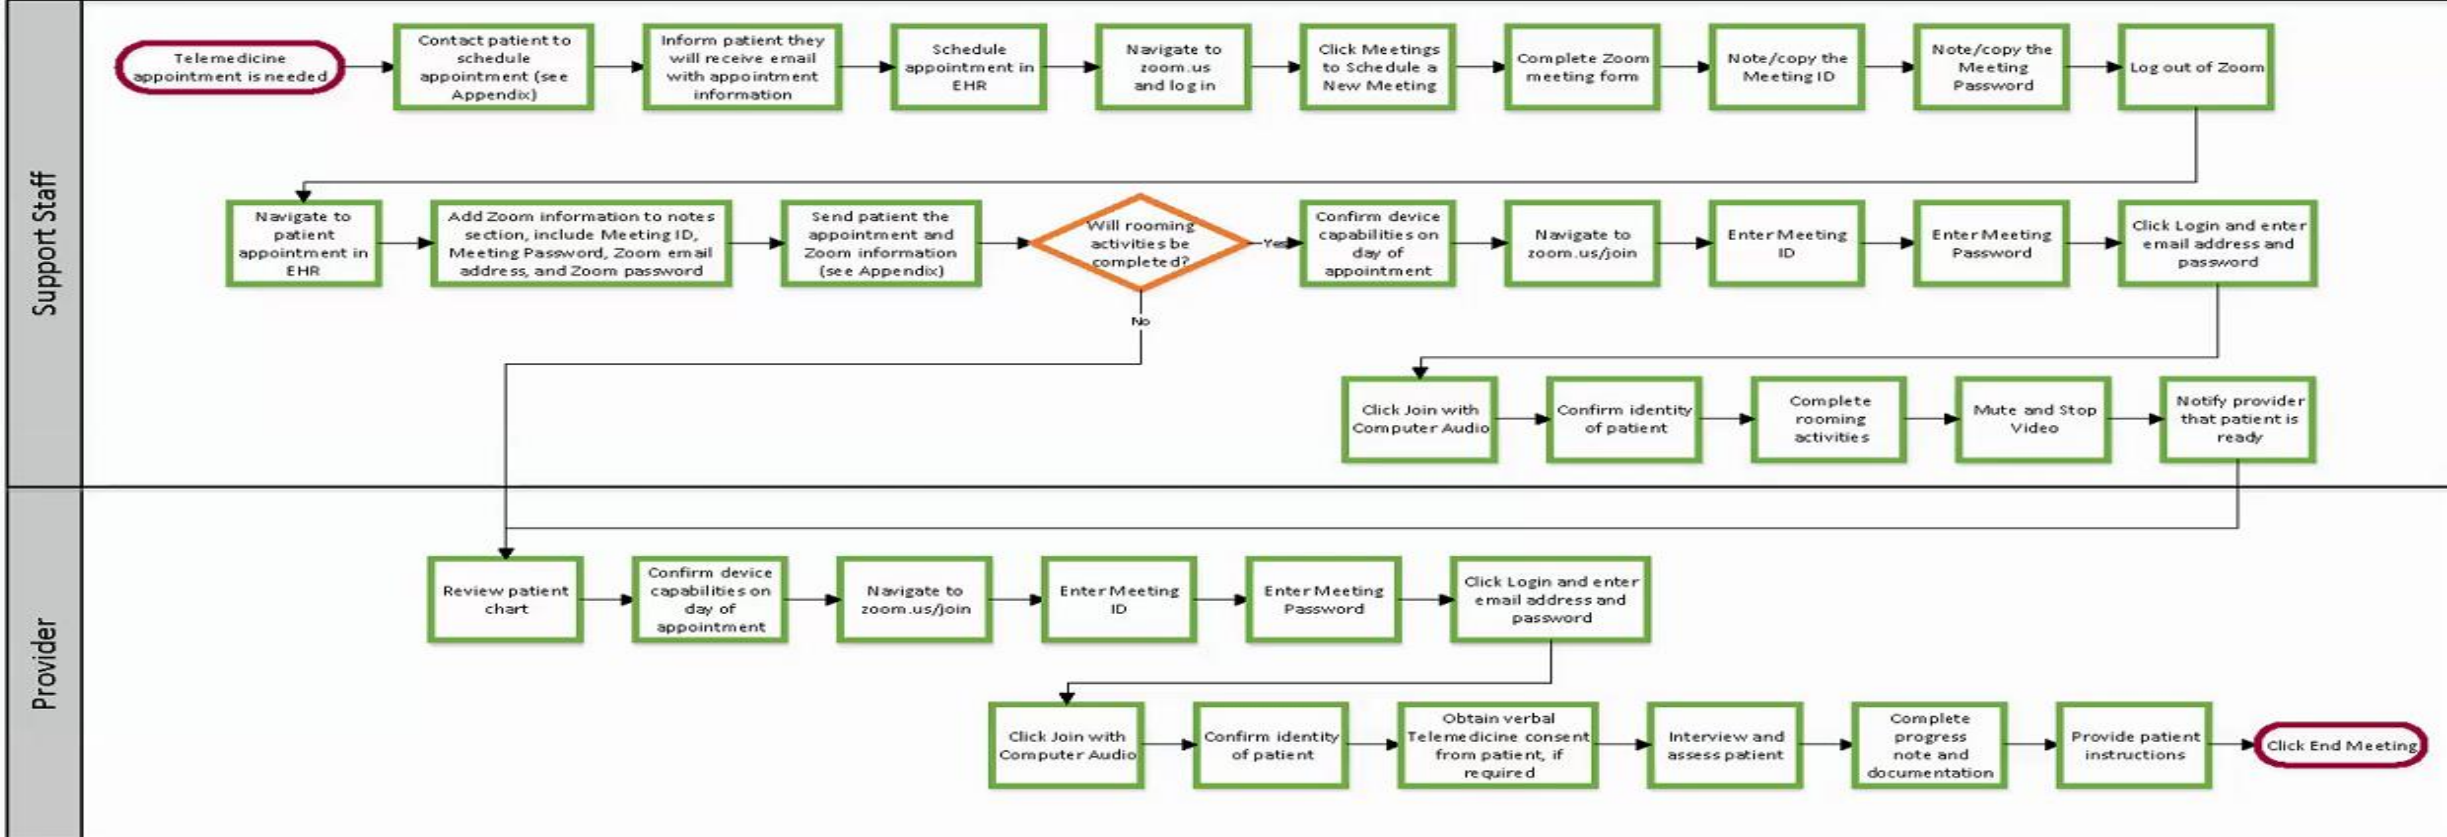 Support Staff
Telemedicine
appointment is needed
Contact patient to
schedule
appointment (see
Appendix)
Inform patient they
will receive email
with appointment
information
Schedule
appointment in
EHR
Navigate to
zoom.us
and log in
Click Meetings
to Schedule a
New Meeting
Complete Zoom
meeting form
Note/copy the
Meeting ID
Note/copy the
Meeting
Password
Log out of Zoom
Navigate to
patient
appointment in
EHR
Add Zoom information to notes
section, include Meeting ID,
Meeting Password, Zoom email
address, and Zoom password
Send patient the
appointment and
Zoom information
(see Appendix)
Will rooming
activities be
completed?
Yes
No
Confirm device
capabilities on
day of
appointment
Navigate to
zoom.us/join
Enter Meeting
ID
Enter Meeting
Password
Click Login and enter
email address and
password
Click Join with
Computer Audio
Confirm identity
of patient
Complete
rooming
activities
Mute and Stop
Video
Notify provider
that patient is
ready
Provider
Review patient
chart
Confirm device
capabilities on
day of
appointment
Navigate to
zoom.us/join
Enter Meeting
ID
Enter Meeting
Password
Click Login and enter
email address and
password
Click Join with
Computer Audio
Confirm identity
of patient
Obtain verbal
Telemedicine consent
from patient, if
required
Interview and
assess patient
Complete
progress
note and
documentation
Provide patient
instructions
Click End Meeting